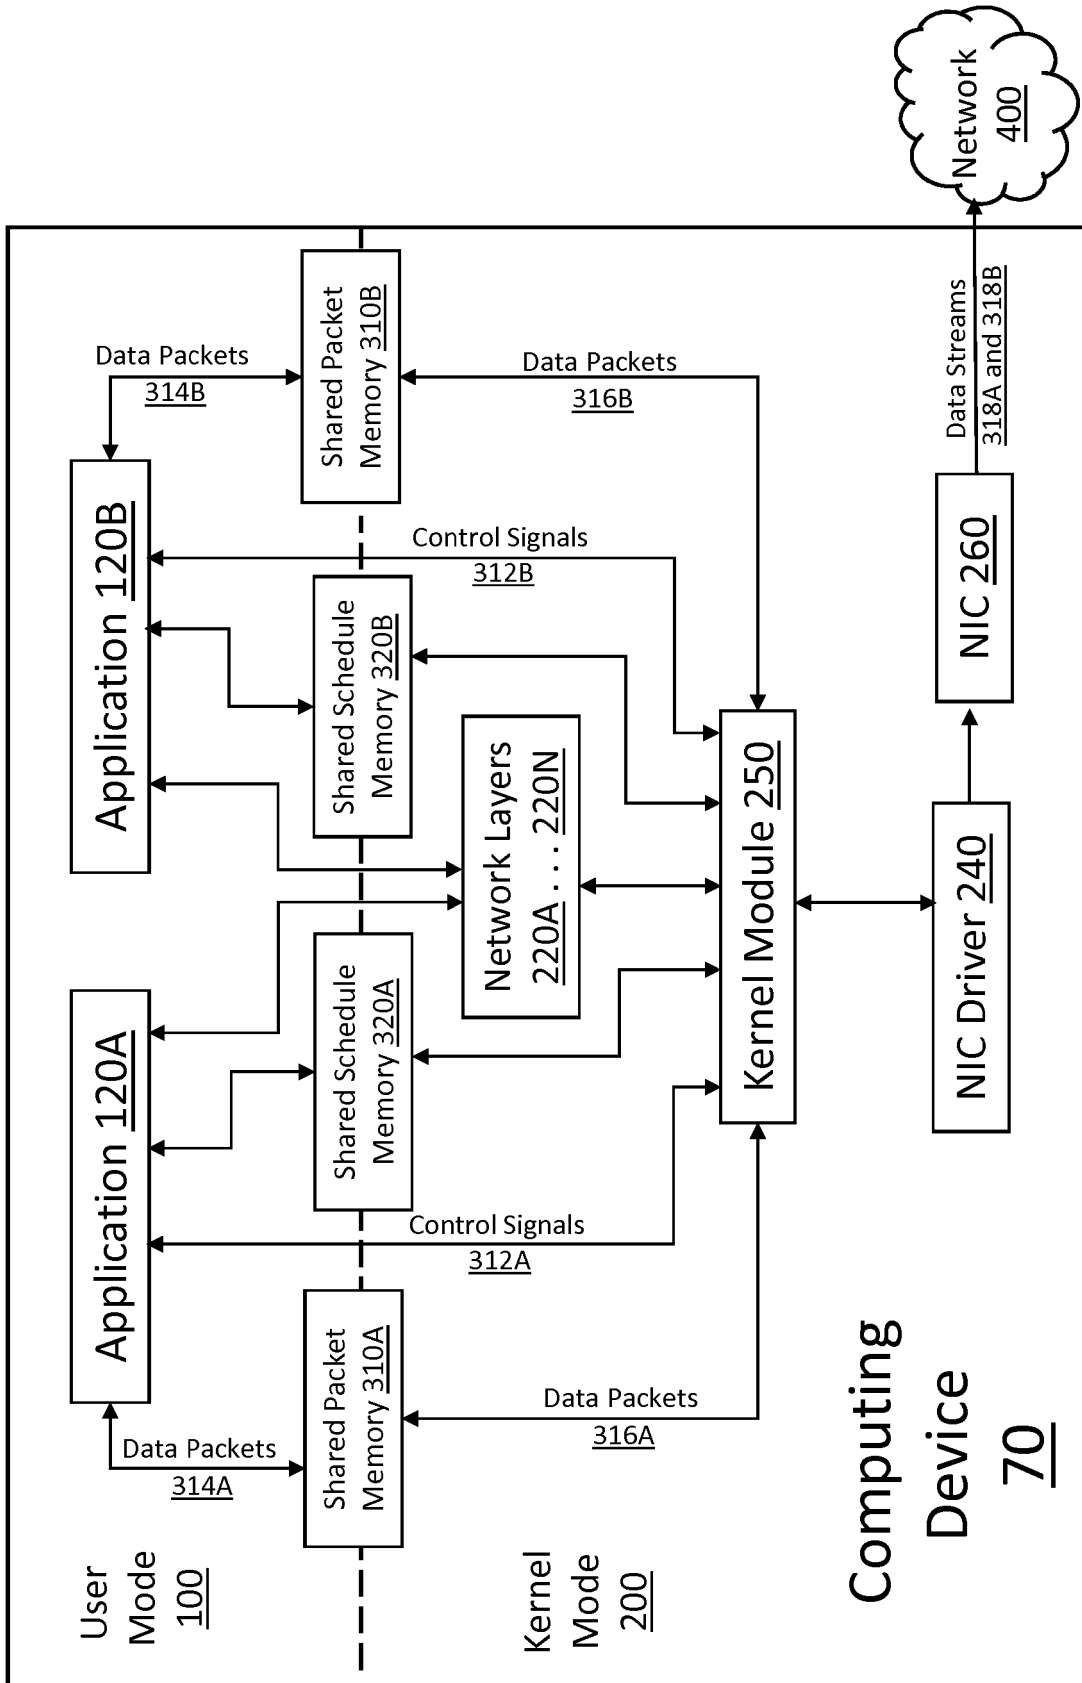 User
Mode
100
Application 120A
Application 120B
Data Packets
314A
Data Packets
314B
Shared Packet
Memory 310A
Shared Schedule
Memory 320A
Shared Schedule
Memory 320B
Shared Packet
Memory 310B
Kernel
Mode
200
Control Signals
312A
Control Signals
312B
Network Layers
220A . . . 220N
Data Packets
316A
Data Packets
316B
Kernel Module 250
Computing
Device
70
NIC Driver 240
NIC 260
Data Streams
318A and 318B
Network
400